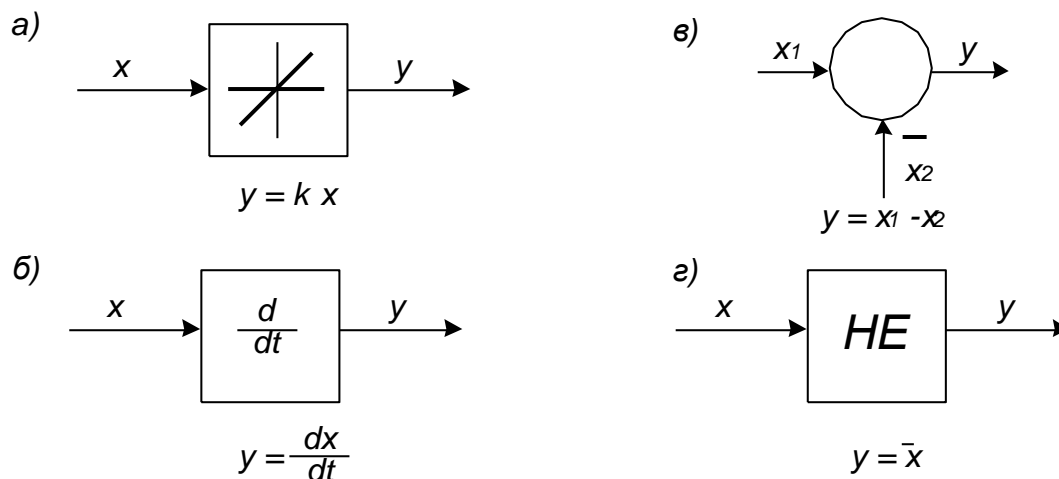 а)
x
y
y = k x
в)
x1
y
–
x2
y = x1 -x2
б)
x
d
dt
y
y = dx
dt
г)
x
НЕ
y
y = x̄